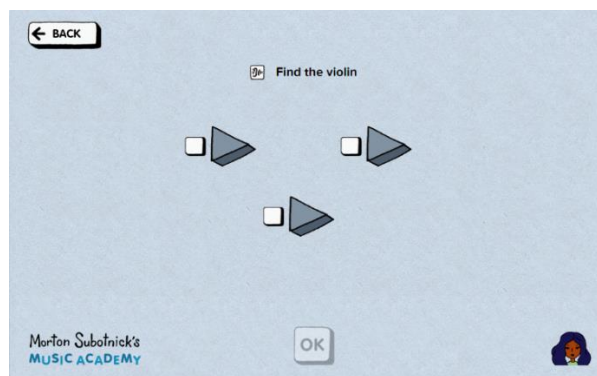 BACK
Find the violin
OK
Morton Subotnick's
MUSIC ACADEMY